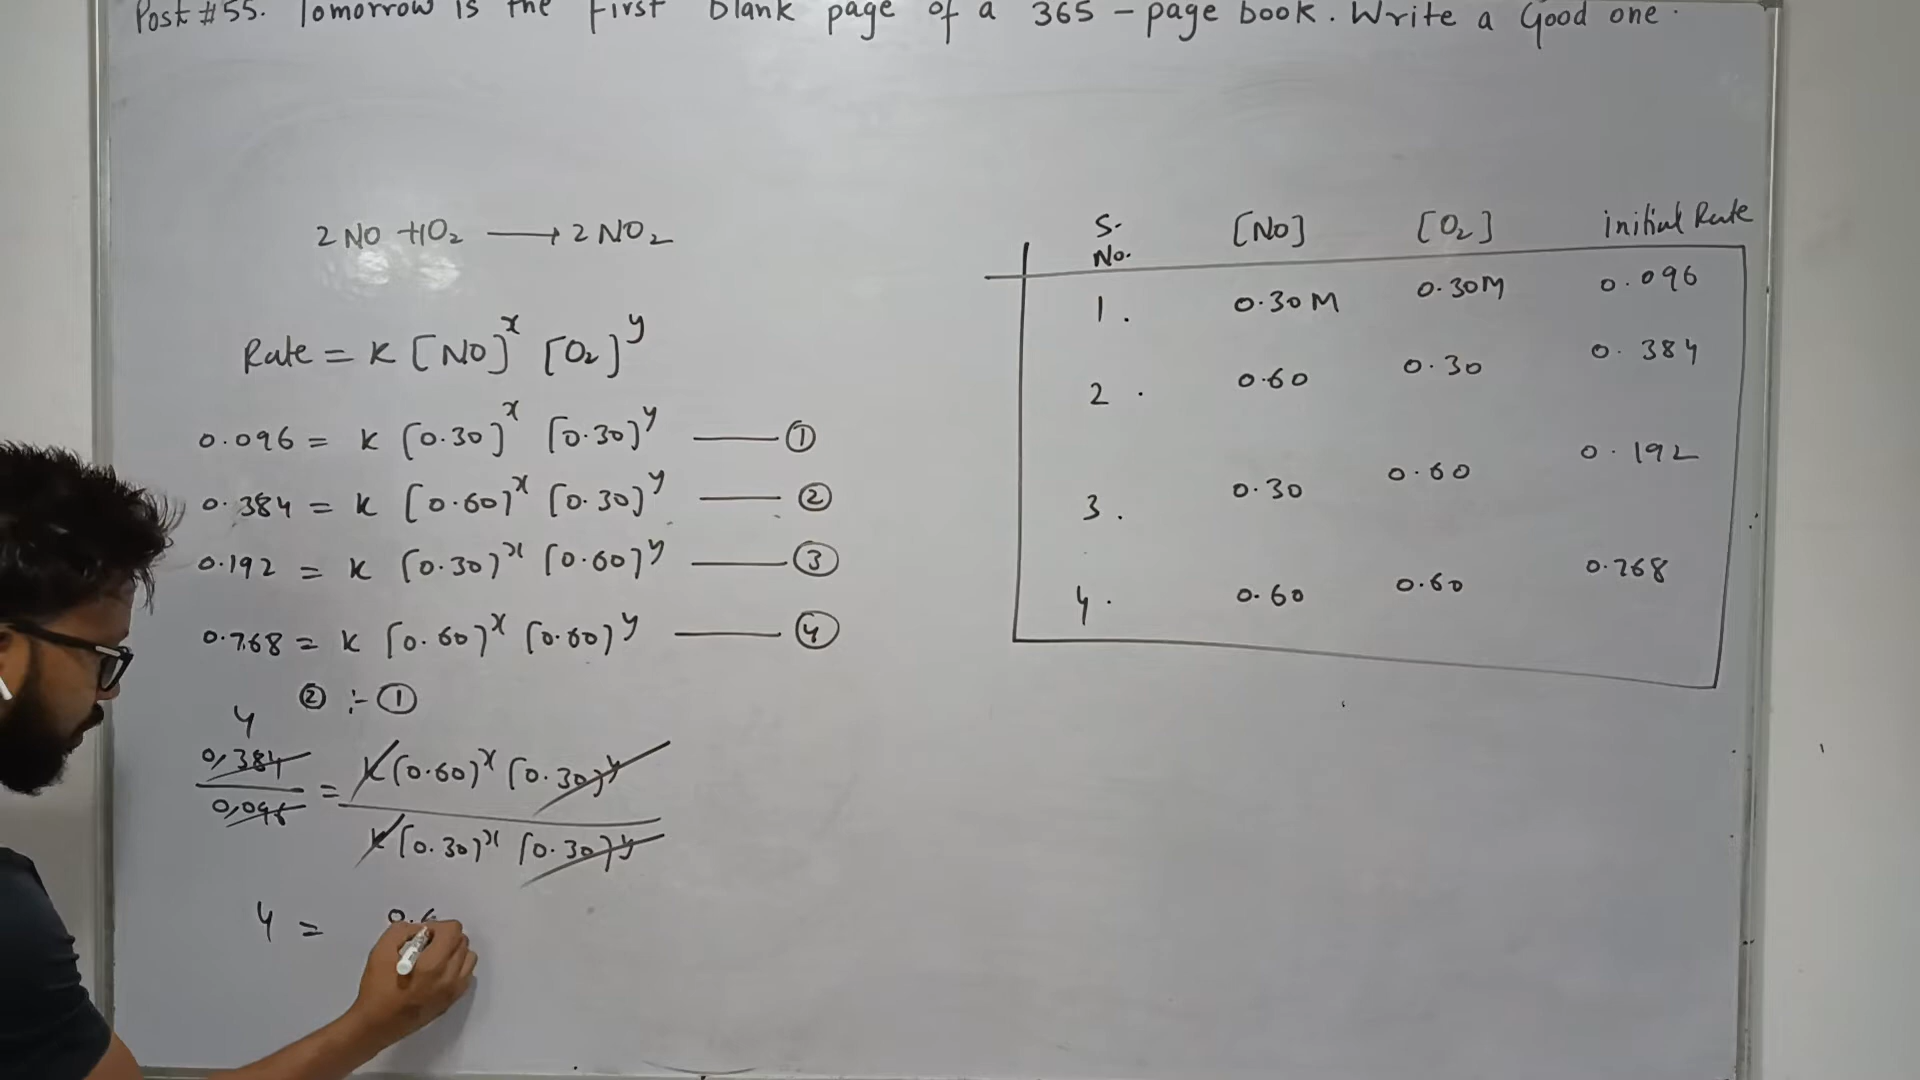 Post #55. Tomorrow is the First blank page of a 365-page book. Write a Good one.
2 NO + 1O₂ ⟶ 2 NO₂
Rate = K [NO]ˣ [O₂]ʸ
0.096 = K [0.30]ˣ [0.30]ʸ —— ①
0.384 = K [0.60]ˣ [0.30]ʸ —— ②
0.192 = K [0.30]ˣ [0.60]ʸ —— ③
0.768 = K [0.60]ˣ [0.60]ʸ —— ④
② ÷ ①
4
0.384 = K [0.60]ˣ [0.30]ʸ
0.096 K [0.30]ˣ [0.30]ʸ
4 =
S. No. [NO] [O₂] initial Rate
1. 0.30M 0.30M 0.096
2. 0.60 0.30 0.384
3. 0.30 0.60 0.192
4. 0.60 0.60 0.768